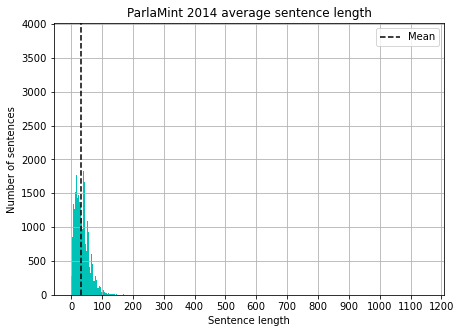 ParlaMint 2014 average sentence length
Mean
Number of sentences
4000
3500
3000
2500
2000
1500
1000
500
0
0 100 200 300 400 500 600 700 800 900 1000 1100 1200
Sentence length